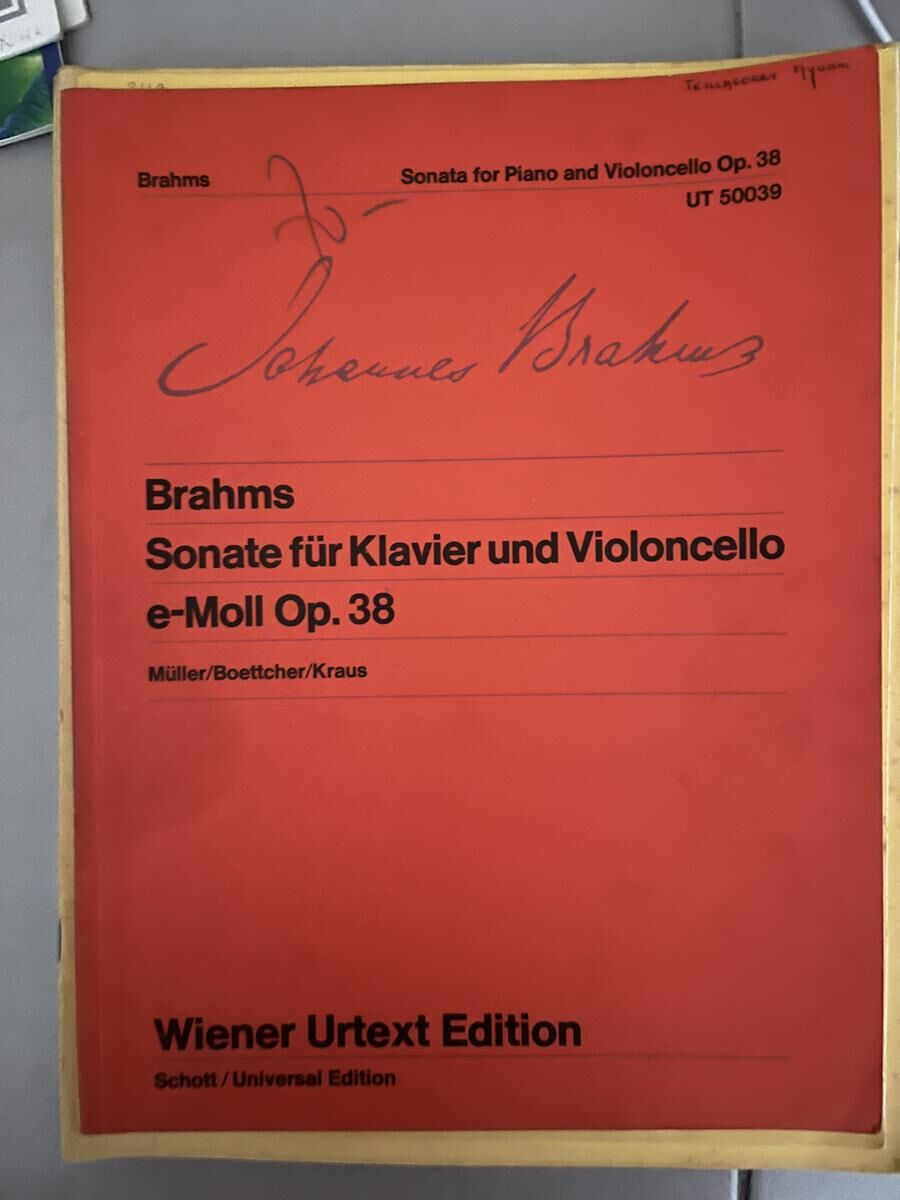 Brahms
Sonata for Piano and Violoncello Op. 38
UT 50039
Johannes Brahms
Brahms
Sonate für Klavier und Violoncello
e-Moll Op. 38
Müller/Boettcher/Kraus
Wiener Urtext Edition
Schott / Universal Edition